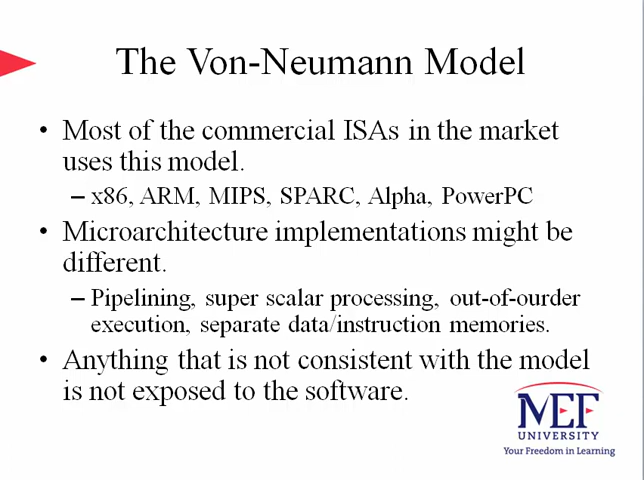 The Von-Neumann Model
• Most of the commercial ISAs in the market
uses this model.
– x86, ARM, MIPS, SPARC, Alpha, PowerPC
• Microarchitecture implementations might be
different.
– Pipelining, super scalar processing, out-of-ourder
execution, separate data/instruction memories.
• Anything that is not consistent with the model
is not exposed to the software.
MEF
UNIVERSITY
Your Freedom in Learning